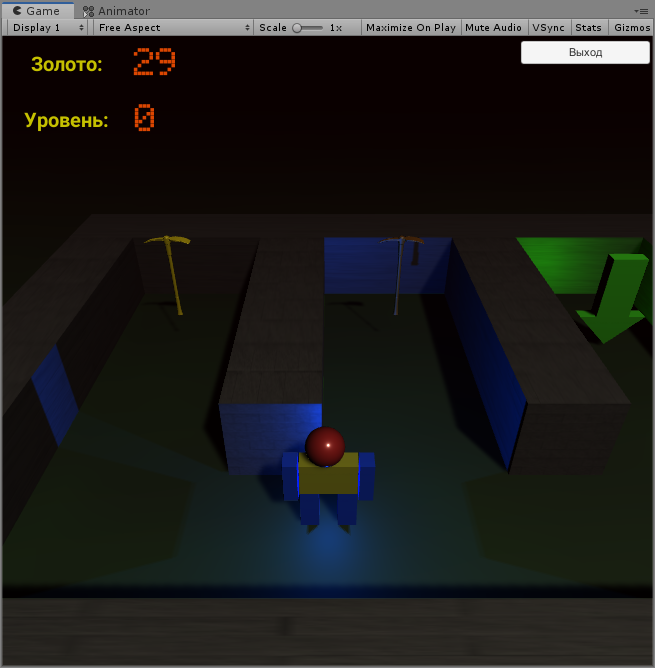 Game Animator
Display 1 Free Aspect Scale 1x Maximize On Play Mute Audio VSync Stats Gizmos
Выход
Золото: 29
Уровень: 0